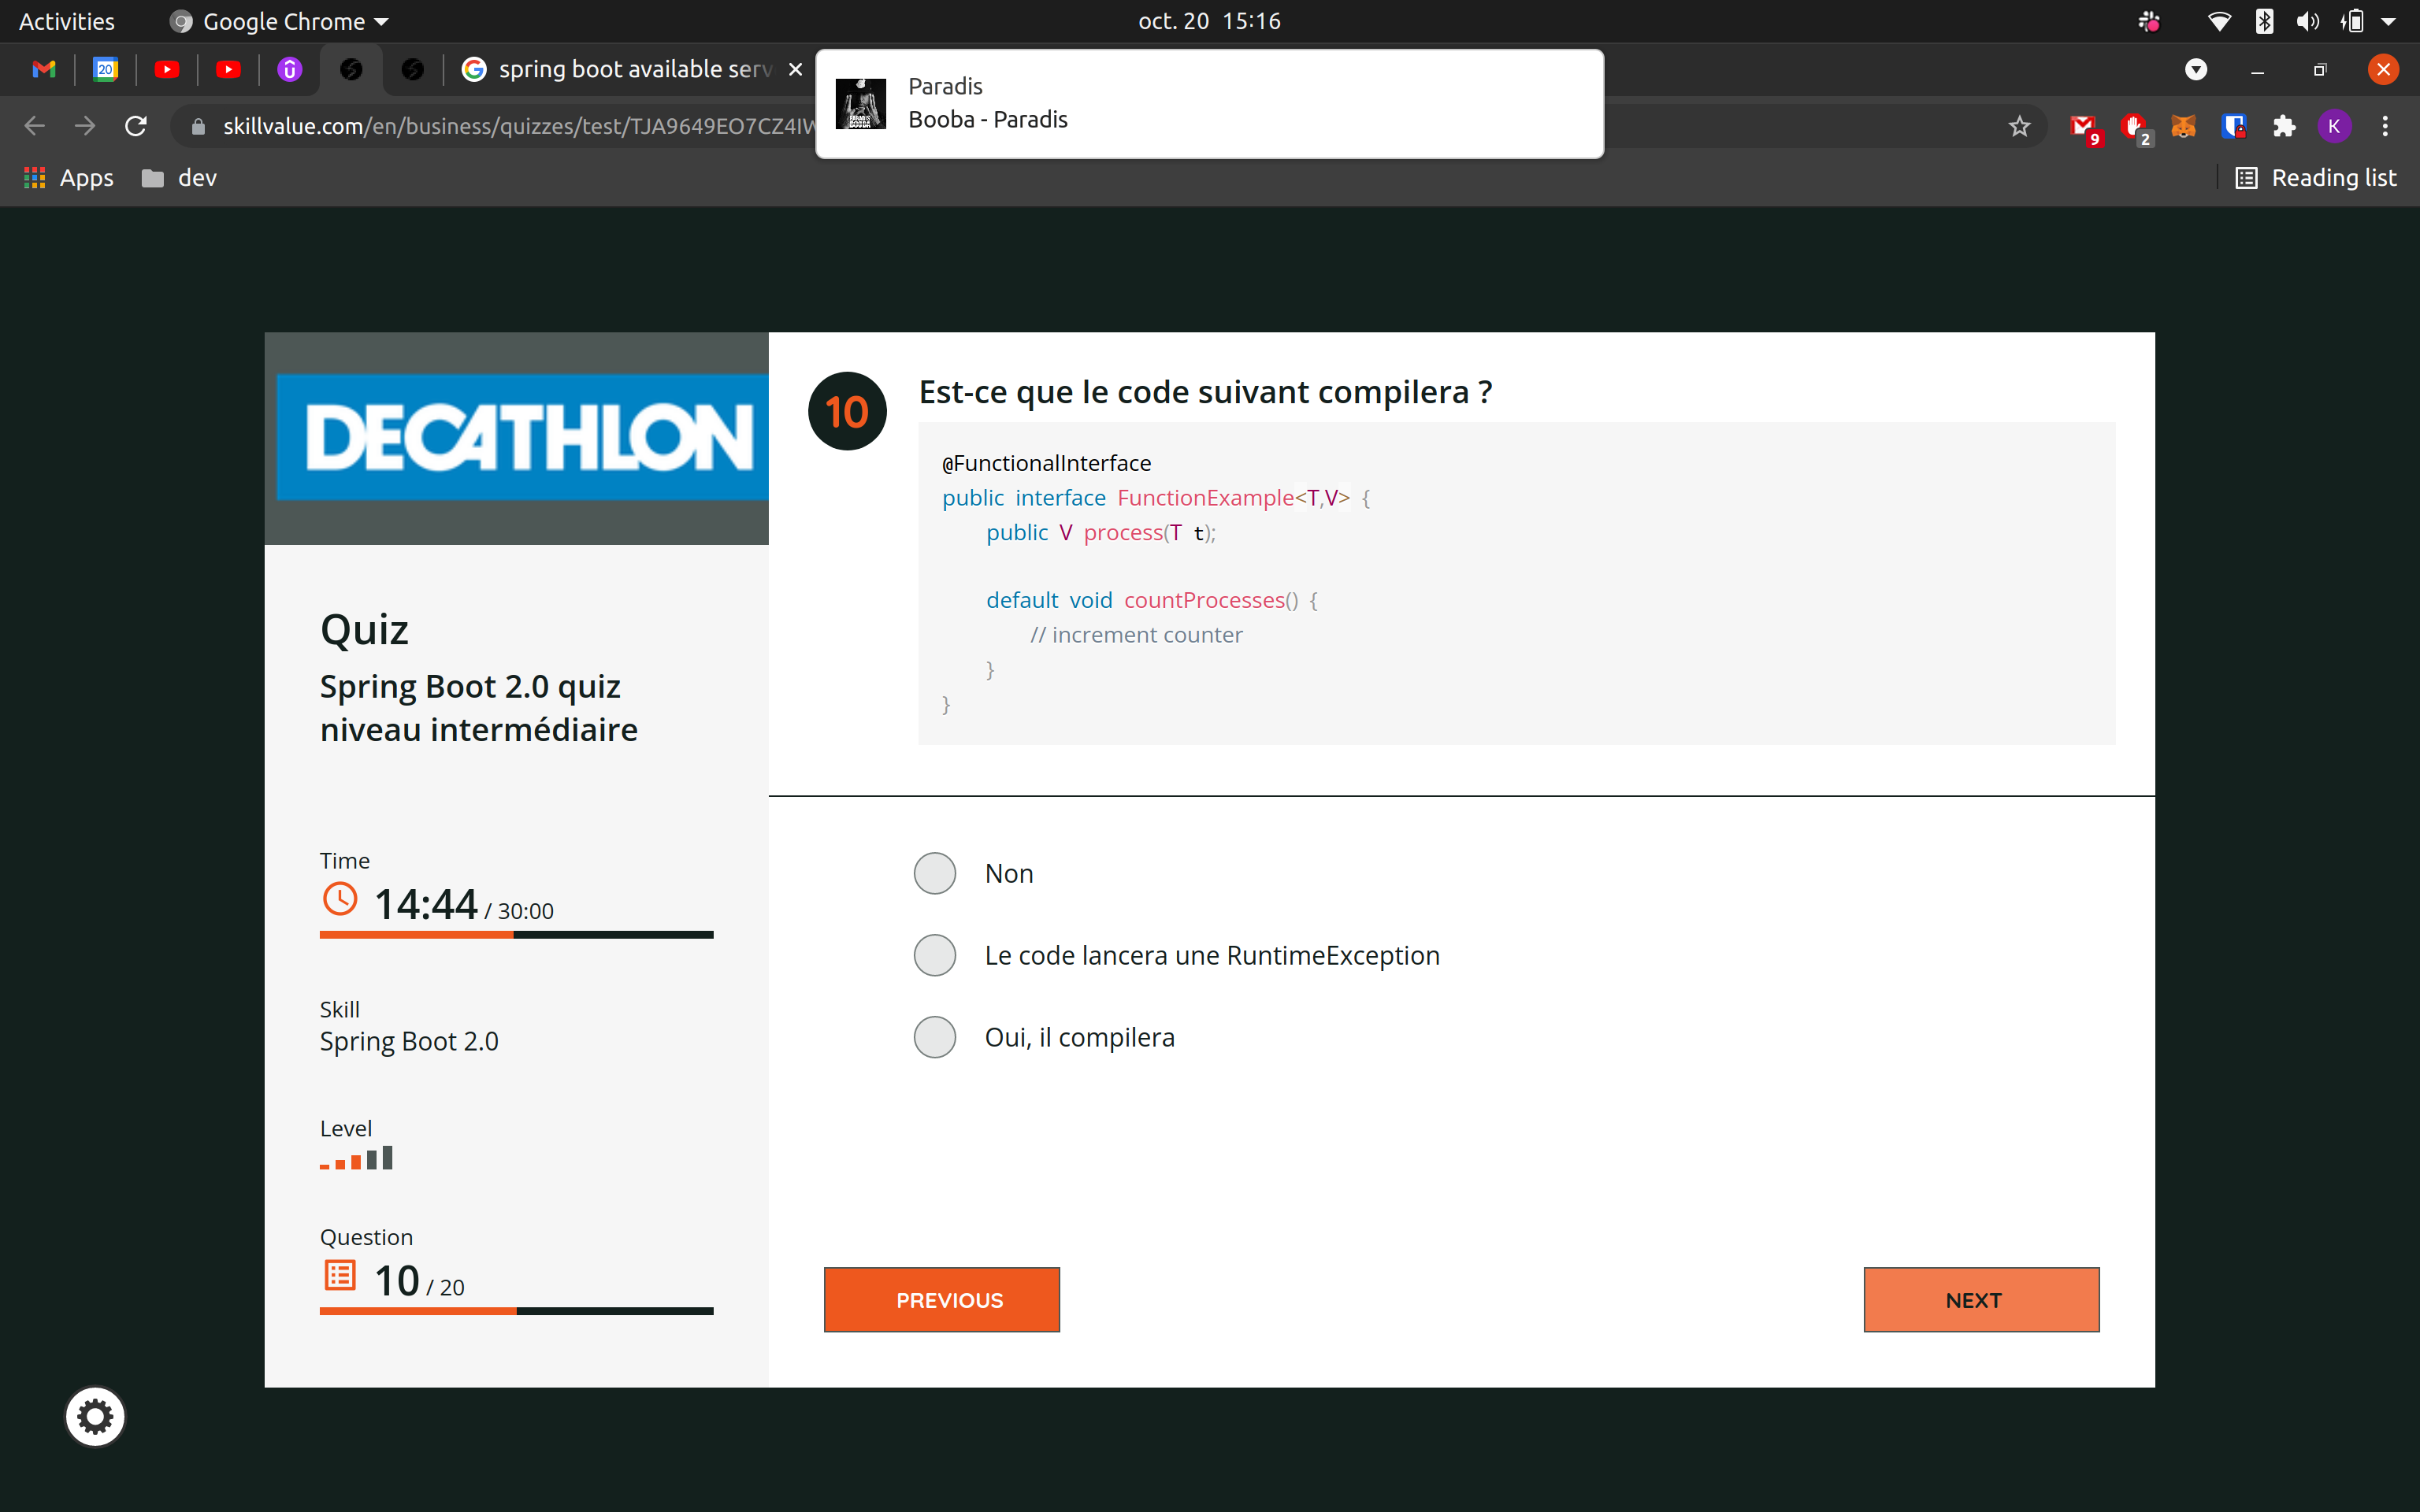 Activities
Google Chrome
oct. 20 15:16
20
spring boot available serv
Paradis
Booba - Paradis
skillvalue.com/en/business/quizzes/test/TJA9649EO7CZ4IW
9
2
K
Apps
dev
Reading list
DECATHLON
Quiz
Spring Boot 2.0 quiz
niveau intermédiaire
Time
14:44 / 30:00
Skill
Spring Boot 2.0
Level
Question
10 / 20
10
Est-ce que le code suivant compilera ?
@FunctionalInterface
public interface FunctionExample<T,V> {
public V process(T t);
default void countProcesses() {
// increment counter
}
}
Non
Le code lancera une RuntimeException
Oui, il compilera
PREVIOUS
NEXT